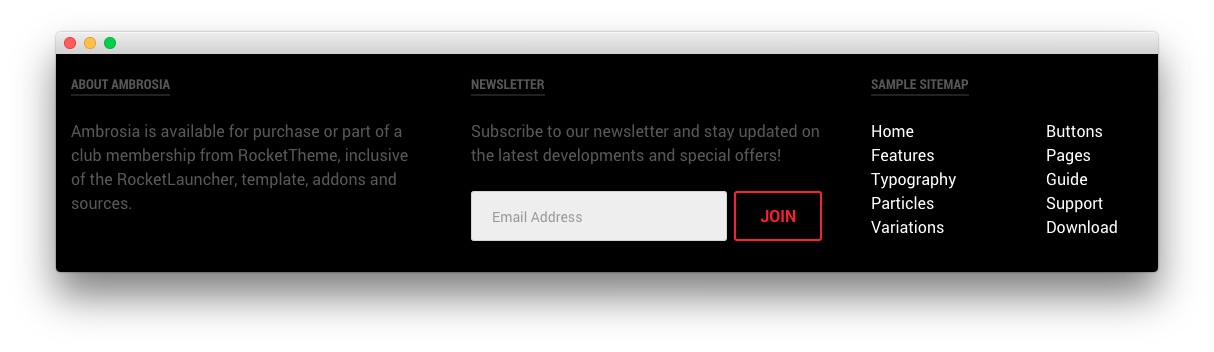 ABOUT AMBROSIA
Ambrosia is available for purchase or part of a
club membership from RocketTheme, inclusive
of the RocketLauncher, template, addons and
sources.
NEWSLETTER
Subscribe to our newsletter and stay updated on
the latest developments and special offers!
Email Address
JOIN
SAMPLE SITEMAP
Home
Features
Typography
Particles
Variations
Buttons
Pages
Guide
Support
Download